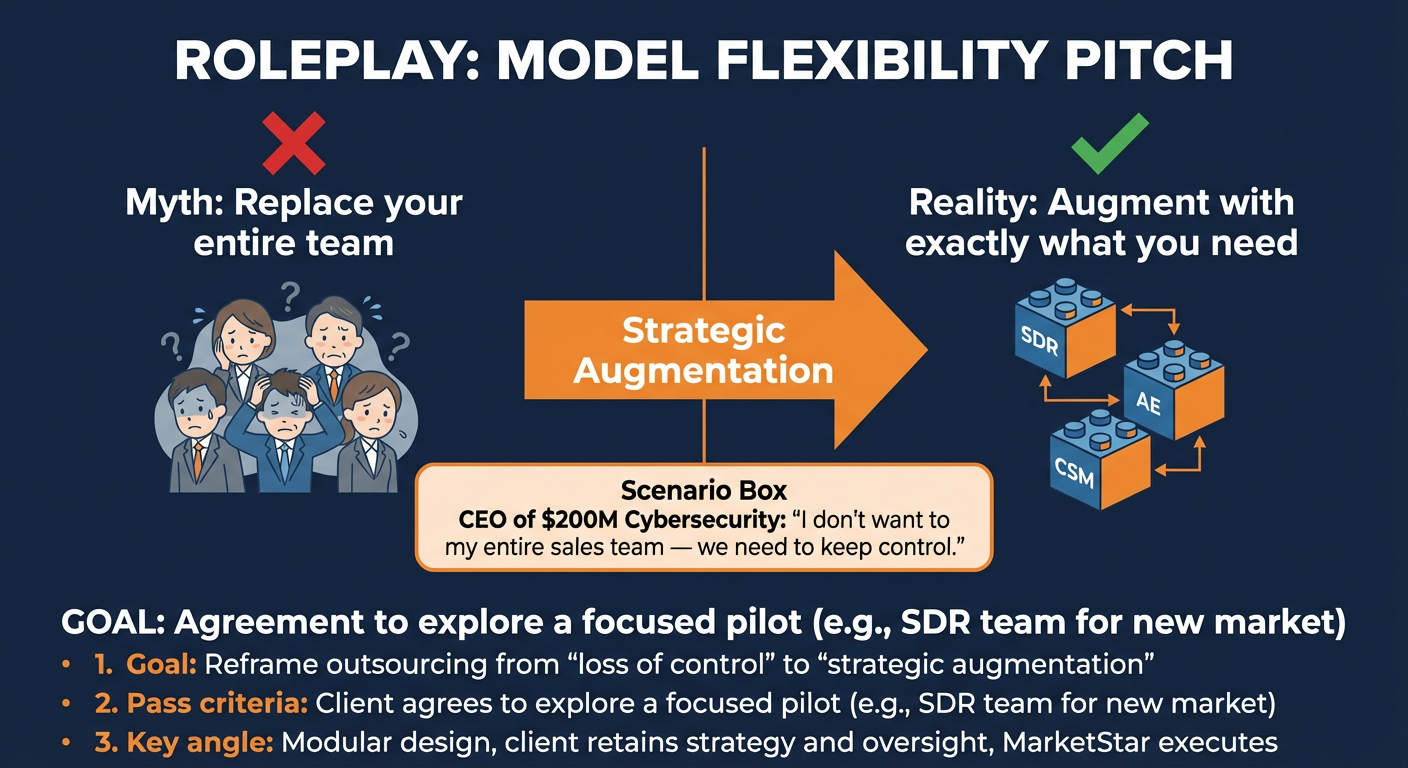 ROLEPLAY: MODEL FLEXIBILITY PITCH
Myth: Replace your
entire team
Reality: Augment with
exactly what you need
? ? ?
Strategic
Augmentation
SDR
AE
CSM
Scenario Box
CEO of $200M Cybersecurity: “I don’t want to
my entire sales team — we need to keep control.”
GOAL: Agreement to explore a focused pilot (e.g., SDR team for new market)
• 1. Goal: Reframe outsourcing from “loss of control” to “strategic augmentation”
• 2. Pass criteria: Client agrees to explore a focused pilot (e.g., SDR team for new market)
• 3. Key angle: Modular design, client retains strategy and oversight, MarketStar executes